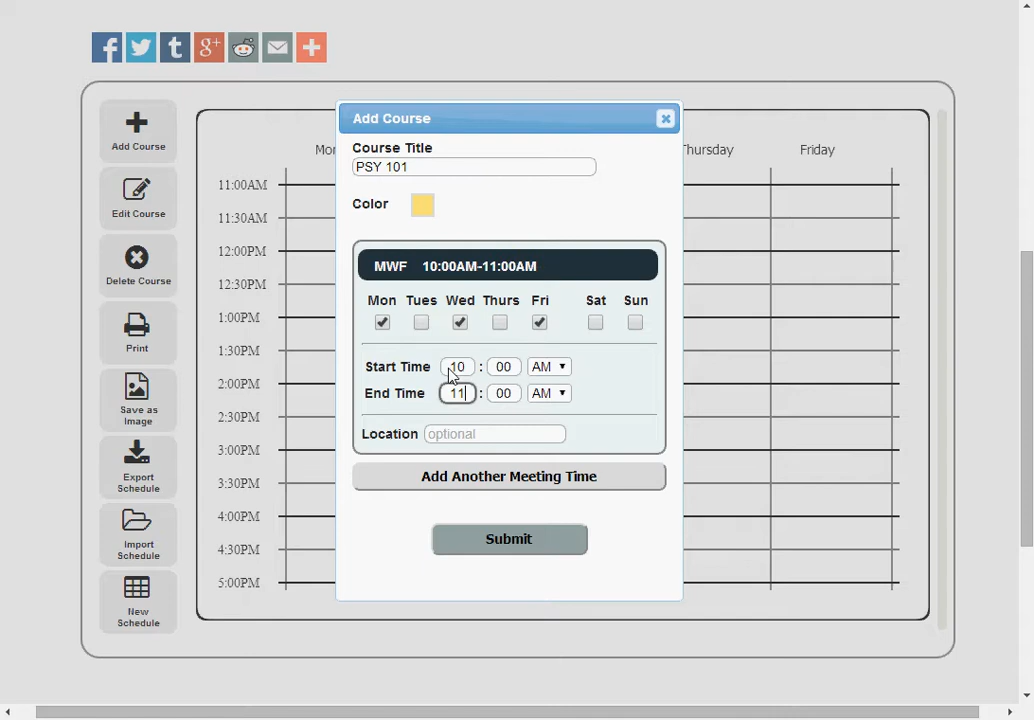 Add Course
Edit Course
Delete Course
Print
Save as
Image
Export
Schedule
Import
Schedule
New
Schedule
Mon
Thursday
Friday
11:00AM
11:30AM
12:00PM
12:30PM
1:00PM
1:30PM
2:00PM
2:30PM
3:00PM
3:30PM
4:00PM
4:30PM
5:00PM
Add Course
Course Title
PSY 101
Color
MWF 10:00AM-11:00AM
Mon Tues Wed Thurs Fri Sat Sun
Start Time 10 : 00 AM
End Time 11 : 00 AM
Location optional
Add Another Meeting Time
Submit